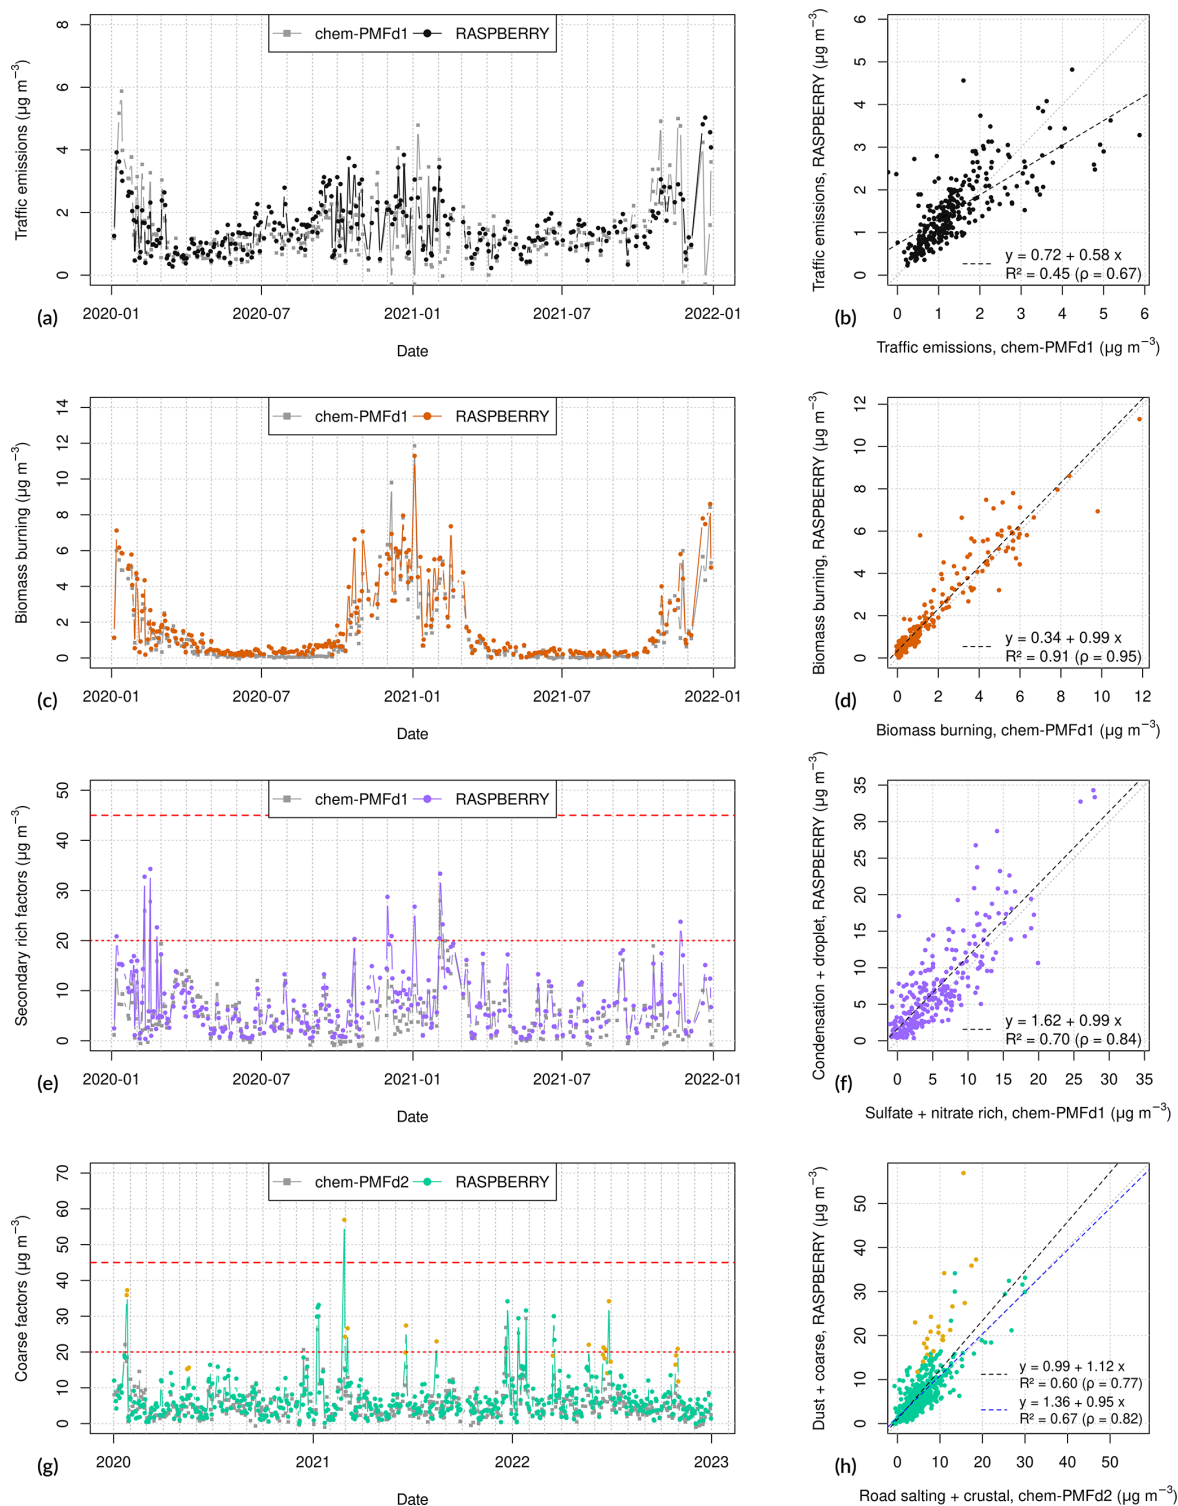 chem-PMFd1 RASPBERRY
Traffic emissions (µg m⁻³)
0 2 4 6 8
2020-01 2020-07 2021-01 2021-07 2022-01
(a)
Date
Traffic emissions, RASPBERRY (µg m⁻³)
0 1 2 3 4 5 6
y = 0.72 + 0.58 x
R² = 0.45 (ρ = 0.67)
0 1 2 3 4 5 6
(b)
Traffic emissions, chem-PMFd1 (µg m⁻³)
chem-PMFd1 RASPBERRY
Biomass burning (µg m⁻³)
0 2 4 6 8 10 12 14
2020-01 2020-07 2021-01 2021-07 2022-01
(c)
Date
Biomass burning, RASPBERRY (µg m⁻³)
0 2 4 6 8 10 12
y = 0.34 + 0.99 x
R² = 0.91 (ρ = 0.95)
0 2 4 6 8 10 12
(d)
Biomass burning, chem-PMFd1 (µg m⁻³)
chem-PMFd1 RASPBERRY
Secondary rich factors (µg m⁻³)
0 10 20 30 40 50
2020-01 2020-07 2021-01 2021-07 2022-01
(e)
Date
Condensation + droplet, RASPBERRY (µg m⁻³)
0 5 10 15 20 25 30 35
y = 1.62 + 0.99 x
R² = 0.70 (ρ = 0.84)
0 5 10 15 20 25 30 35
(f)
Sulfate + nitrate rich, chem-PMFd1 (µg m⁻³)
chem-PMFd2 RASPBERRY
Coarse factors (µg m⁻³)
0 10 20 30 40 50 60 70
2020 2021 2022 2023
(g)
Date
Dust + coarse, RASPBERRY (µg m⁻³)
0 10 20 30 40 50
y = 0.99 + 1.12 x
R² = 0.60 (ρ = 0.77)
y = 1.36 + 0.95 x
R² = 0.67 (ρ = 0.82)
0 10 20 30 40 50
(h)
Road salting + crustal, chem-PMFd2 (µg m⁻³)